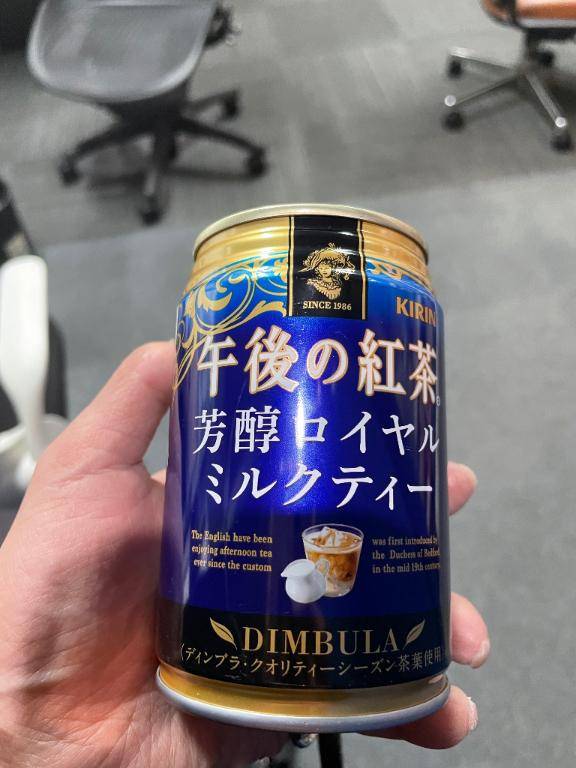 SINCE 1986
KIRIN
午後の紅茶
芳醇ロイヤル
ミルクティー
The English have been
enjoying afternoon tea
ever since the custom
was first introduced by
the Duchess of Bedford
in the mid 19th century
DIMBULA
ディンブラ・クオリティーシーズン茶葉使用